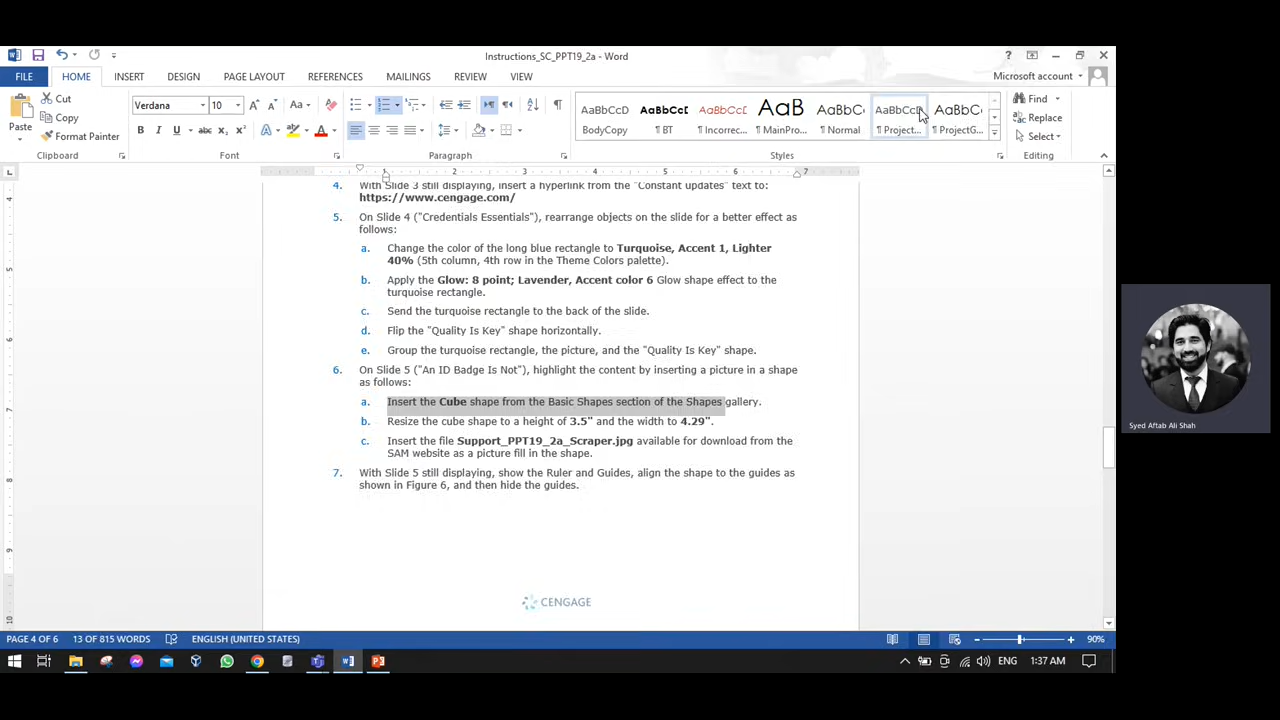 Instructions_SC_PPT19_2a - Word
FILE HOME INSERT DESIGN PAGE LAYOUT REFERENCES MAILINGS REVIEW VIEW Microsoft account
Paste Cut Copy Format Painter
Verdana 10
BodyCopy ¶ BT ¶ Incorrec... ¶ MainPro... ¶ Normal ¶ Project... ¶ ProjectG...
Find Replace Select
Clipboard Font Paragraph Styles Editing
4. With Slide 3 still displaying, insert a hyperlink from the "Constant updates" text to:
https://www.cengage.com/
5. On Slide 4 ("Credentials Essentials"), rearrange objects on the slide for a better effect as
follows:
a. Change the color of the long blue rectangle to Turquoise, Accent 1, Lighter
40% (5th column, 4th row in the Theme Colors palette).
b. Apply the Glow: 8 point; Lavender, Accent color 6 Glow shape effect to the
turquoise rectangle.
c. Send the turquoise rectangle to the back of the slide.
d. Flip the "Quality Is Key" shape horizontally.
e. Group the turquoise rectangle, the picture, and the "Quality Is Key" shape.
6. On Slide 5 ("An ID Badge Is Not"), highlight the content by inserting a picture in a shape
as follows:
a. Insert the Cube shape from the Basic Shapes section of the Shapes gallery.
b. Resize the cube shape to a height of 3.5" and the width to 4.29".
c. Insert the file Support_PPT19_2a_Scraper.jpg available for download from the
SAM website as a picture fill in the shape.
7. With Slide 5 still displaying, show the Ruler and Guides, align the shape to the guides as
shown in Figure 6, and then hide the guides.
CENGAGE
Syed Aftab Ali Shah
PAGE 4 OF 6 13 OF 815 WORDS ENGLISH (UNITED STATES) 90%
ENG 1:37 AM